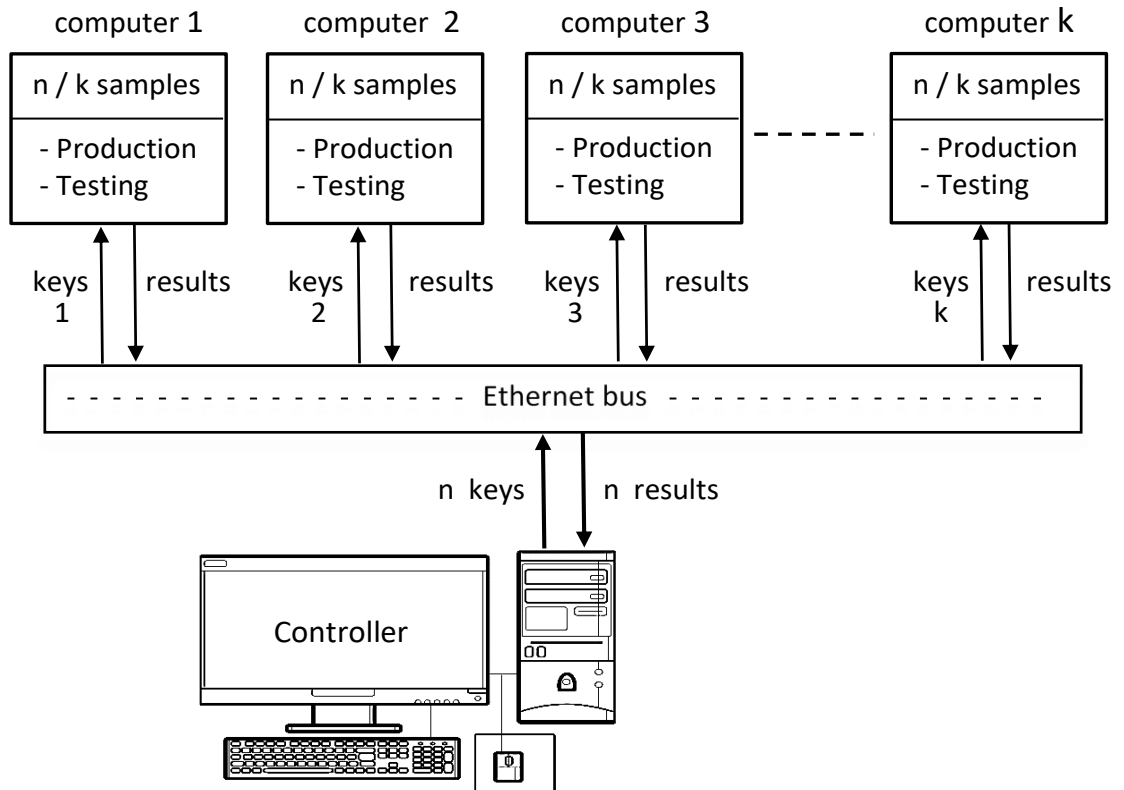 computer 1
n / k samples
- Production
- Testing
keys
1
results
computer 2
n / k samples
- Production
- Testing
keys
2
results
computer 3
n / k samples
- Production
- Testing
keys
3
results
computer k
n / k samples
- Production
- Testing
keys
k
results
Ethernet bus
n keys
n results
Controller